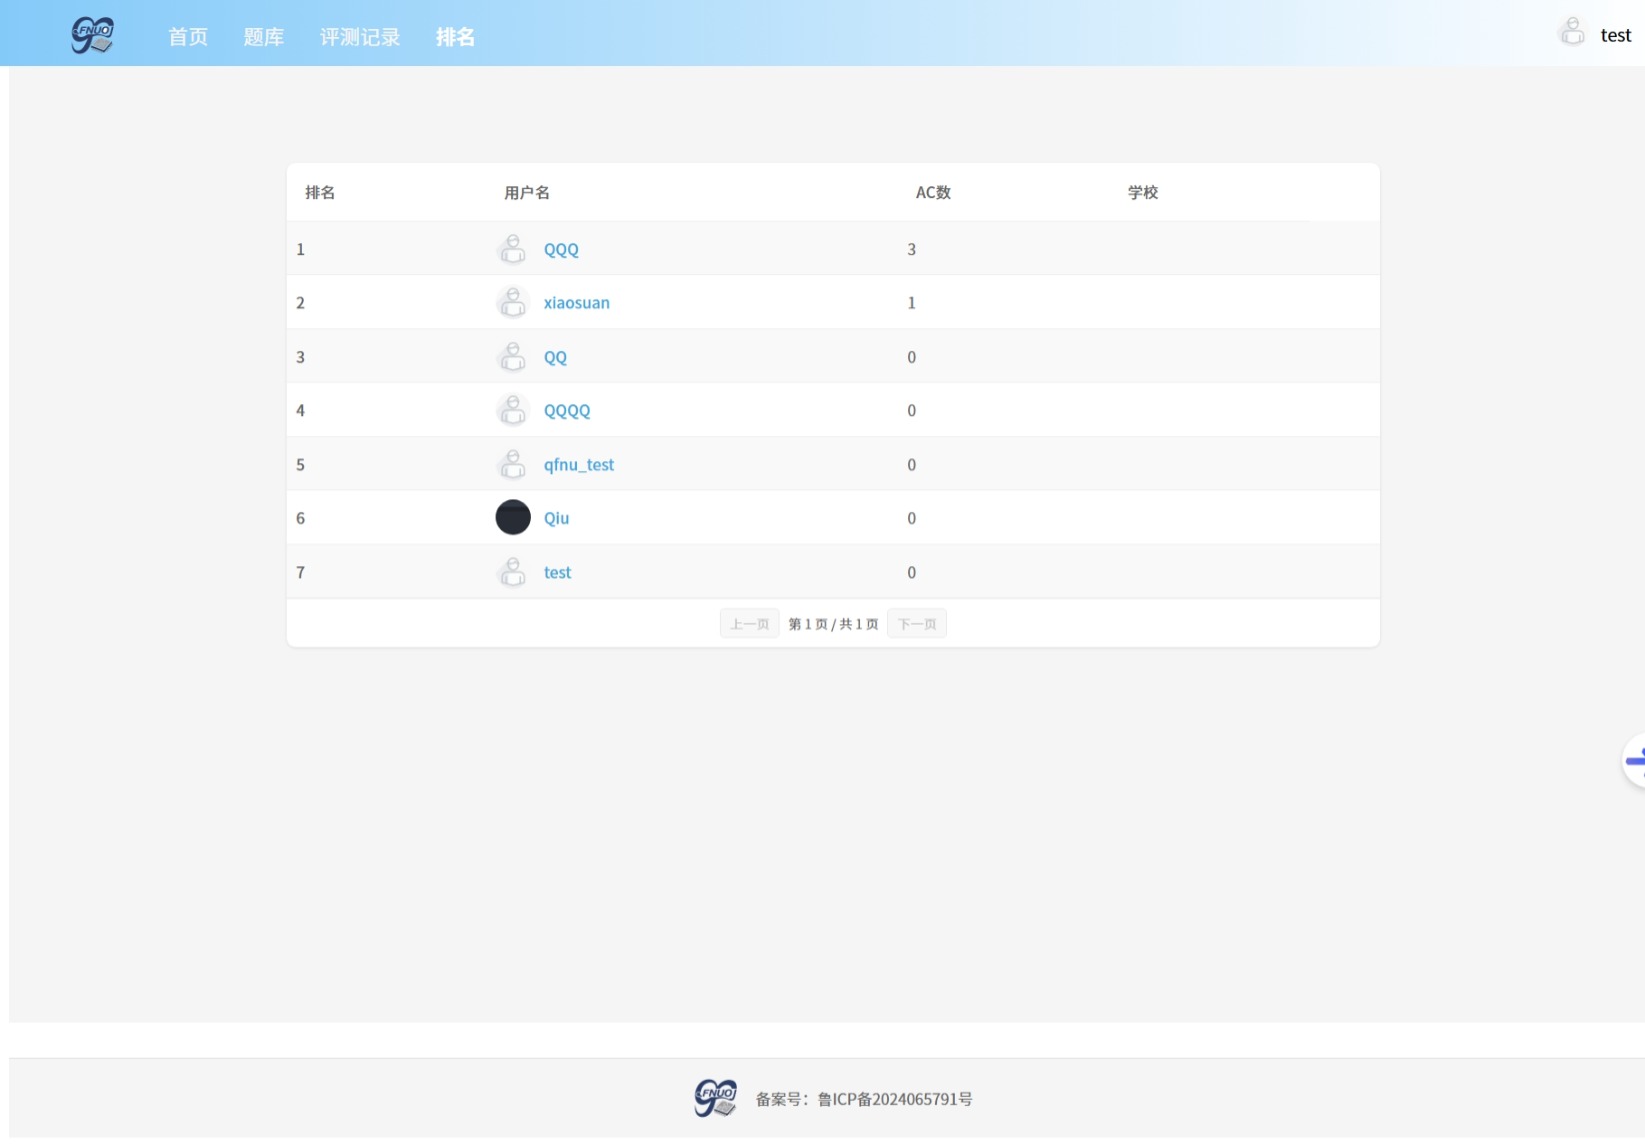 FNUOJ 首页 题库 评测记录 排名 test
排名 用户名 AC数 学校
1 QQQ 3
2 xiaosuan 1
3 QQ 0
4 QQQQ 0
5 qfnu_test 0
6 Qiu 0
7 test 0
上一页 第 1 页 / 共 1 页 下一页
FNUOJ 备案号：鲁ICP备2024065791号